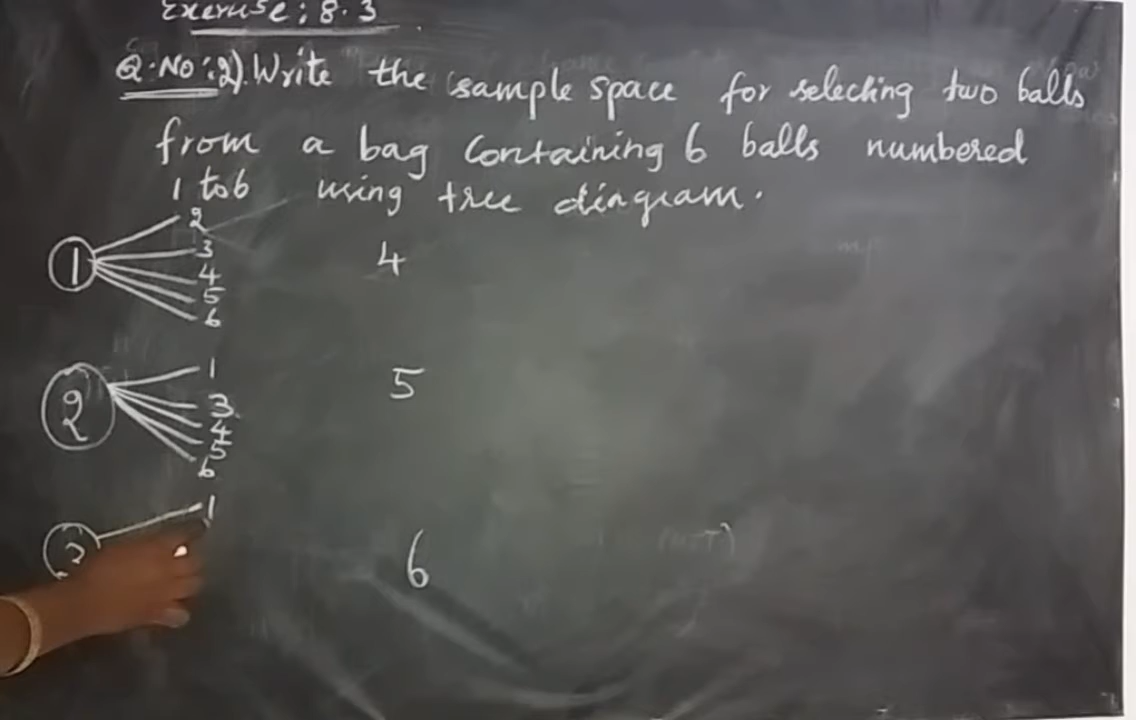 Exercise: 8.3
Q.No:2). Write the sample space for selecting two balls
from a bag containing 6 balls numbered
1 to 6 using tree diagram.
1 2 3 4 5 6
4
2 1 3 4 5 6
5
3 1
6